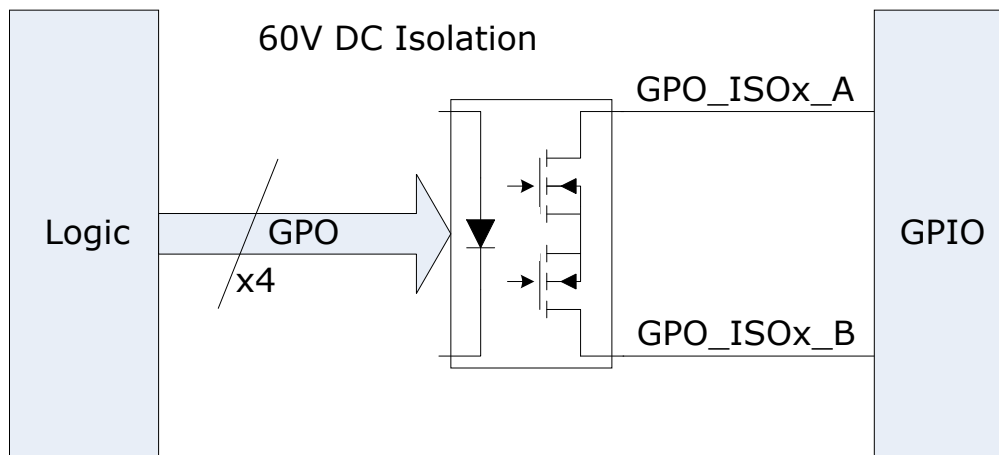 60V DC Isolation
GPO_ISOx_A
Logic
GPO
GPIO
x4
GPO_ISOx_B